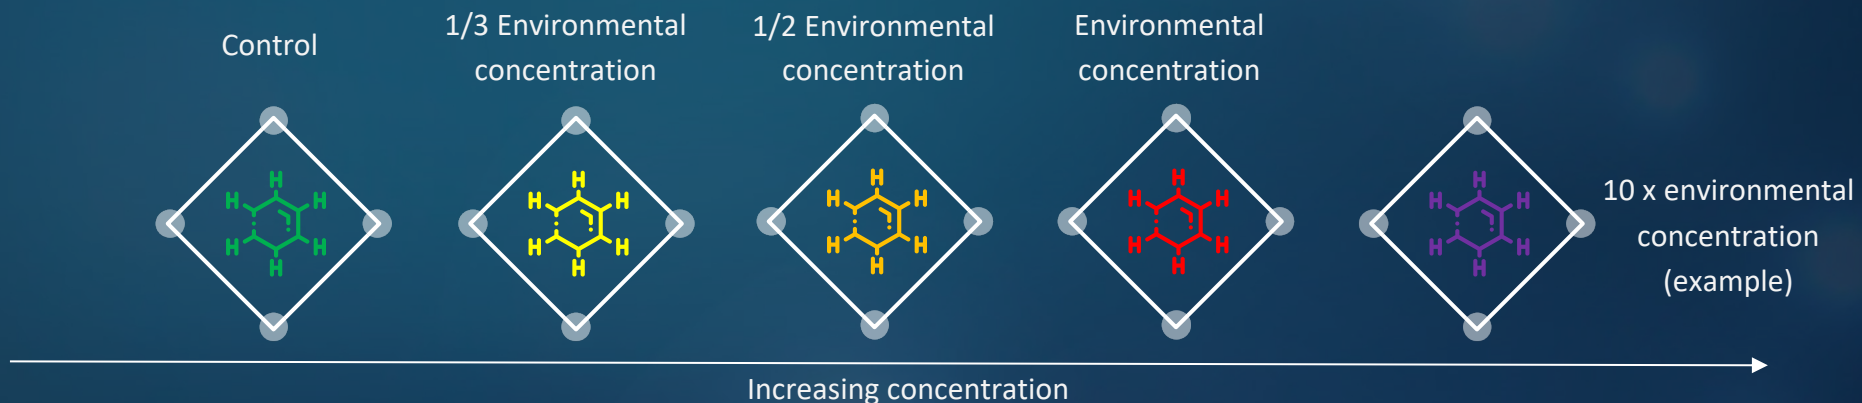 Control
1/3 Environmental
concentration
1/2 Environmental
concentration
Environmental
concentration
H
H H
H H
H
H
H H
H H
H
H
H H
H H
H
H
H H
H H
H
H
H H
H H
H
10 x environmental
concentration
(example)
Increasing concentration